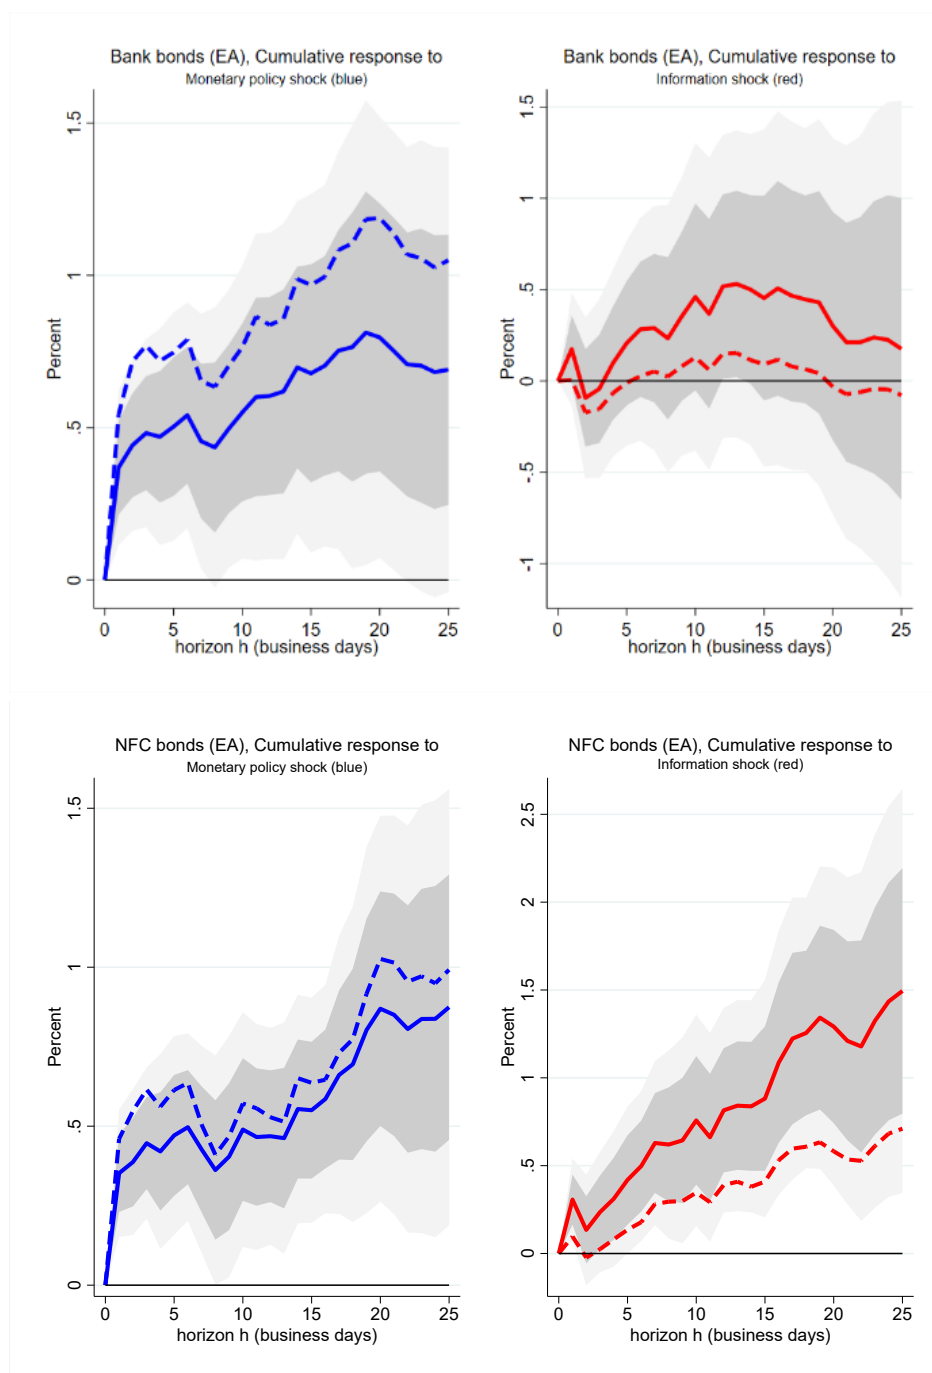 Bank bonds (EA), Cumulative response to
Monetary policy shock (blue)
Percent
1.5
1
.5
0
0 5 10 15 20 25
horizon h (business days)
Bank bonds (EA), Cumulative response to
Information shock (red)
Percent
1.5
1
.5
0
-.5
-1
0 5 10 15 20 25
horizon h (business days)
NFC bonds (EA), Cumulative response to
Monetary policy shock (blue)
Percent
1.5
1
.5
0
0 5 10 15 20 25
horizon h (business days)
NFC bonds (EA), Cumulative response to
Information shock (red)
Percent
2.5
2
1.5
1
.5
0
0 5 10 15 20 25
horizon h (business days)